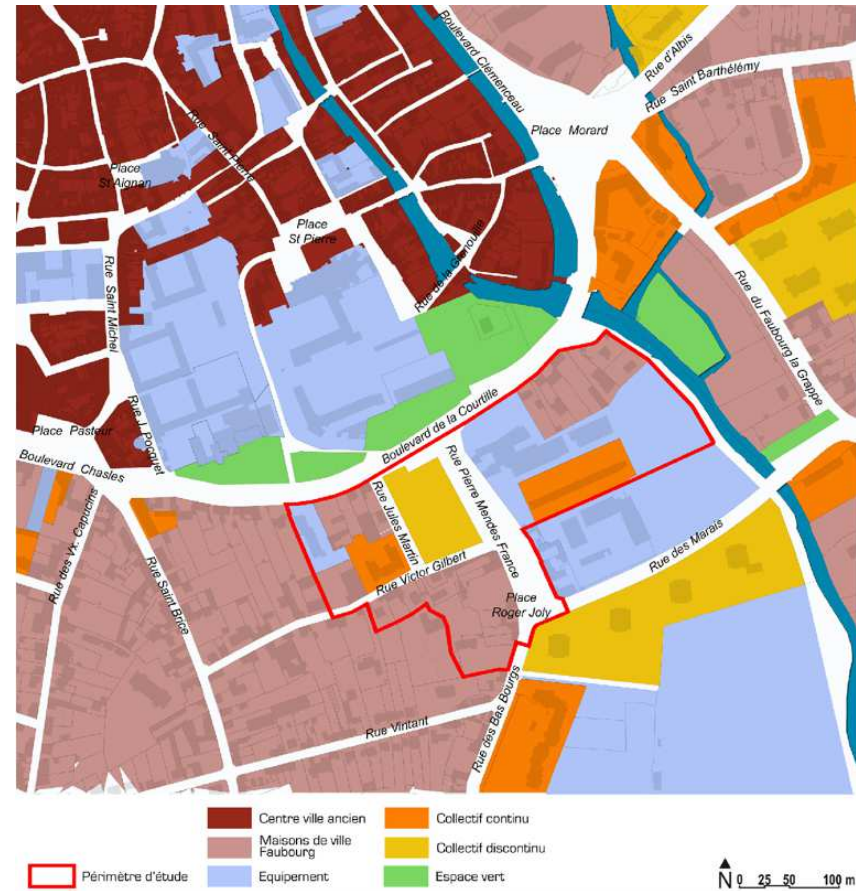 Boulevard Clémenceau
Rue d'Albis
Rue Saint Barthélémy
Place Morard
Rue Saint Pierre
Place
St Aignan
Place
St Pierre
Rue de la Grenouille
Rue Saint Michel
Rue du Faubourg la Grappe
Place Pasteur
Rue J. Pocquet
Boulevard de la Courtille
Boulevard Chasles
Rue des Vx. Capucins
Rue Saint Brice
Rue Jules Martin
Rue Pierre Mendes France
Rue Victor Gilbert
Rue des Marais
Place
Roger Joly
Rue des Bas Bourgs
Rue Vintant
Centre ville ancien
Collectif continu
Maisons de ville
Faubourg
Collectif discontinu
Périmètre d'étude
Equipement
Espace vert
N 0 25 50 100 m